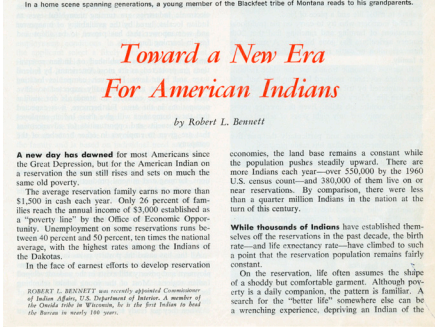 In a home scene spanning generations, a young member of the Blackfeet tribe of Montana reads to his grandparents.
Toward a New Era
For American Indians
by Robert L. Bennett
A new day has dawned for most Americans since
the Great Depression, but for the American Indian on
a reservation the sun still rises and sets on much the
same old poverty.
The average reservation family earns no more than
$1,500 in cash each year. Only 26 percent of fam-
ilies reach the annual income of $3,000 established as
a "poverty line" by the Office of Economic Oppor-
tunity. Unemployment on some reservations runs be-
tween 40 percent and 50 percent, ten times the national
average, with the highest rates among the Indians of
the Dakotas.
In the face of earnest efforts to develop reservation
ROBERT L. BENNETT was recently appointed Commissioner
of Indian Affairs, U.S. Department of Interior. A member of
the Oneida tribe in Wisconsin, he is the first Indian to head
the Bureau in nearly 100 years.
economies, the land base remains a constant while
the population pushes steadily upward. There are
more Indians each year—over 550,000 by the 1960
U.S. census count—and 380,000 of them live on or
near reservations. By comparison, there were less
than a quarter million Indians in the nation at the
turn of this century.
While thousands of Indians have established them-
selves off the reservations in the past decade, the birth
rate—and life expectancy rate—have climbed to such
a point that the reservation population remains fairly
constant.
On the reservation, life often assumes the shape
of a shoddy but comfortable garment. Although pov-
erty is a daily companion, the pattern is familiar. A
search for the "better life" somewhere else can be
a wrenching experience, depriving an Indian of the